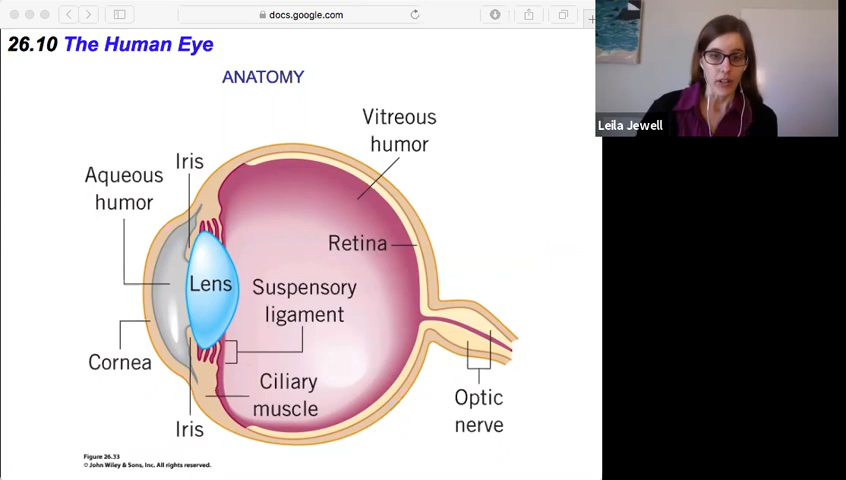 docs.google.com
26.10 The Human Eye
ANATOMY
Vitreous
humor
Iris
Aqueous
humor
Retina
Lens
Suspensory
ligament
Cornea
Ciliary
muscle
Optic
nerve
Iris
Figure 26.33
© John Wiley & Sons, Inc. All rights reserved.
Leila Jewell